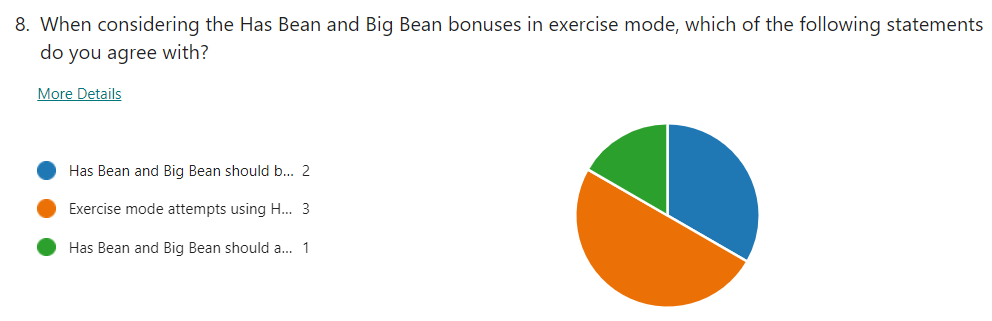 8. When considering the Has Bean and Big Bean bonuses in exercise mode, which of the following statements
do you agree with?
More Details
Has Bean and Big Bean should b... 2
Exercise mode attempts using H... 3
Has Bean and Big Bean should a... 1